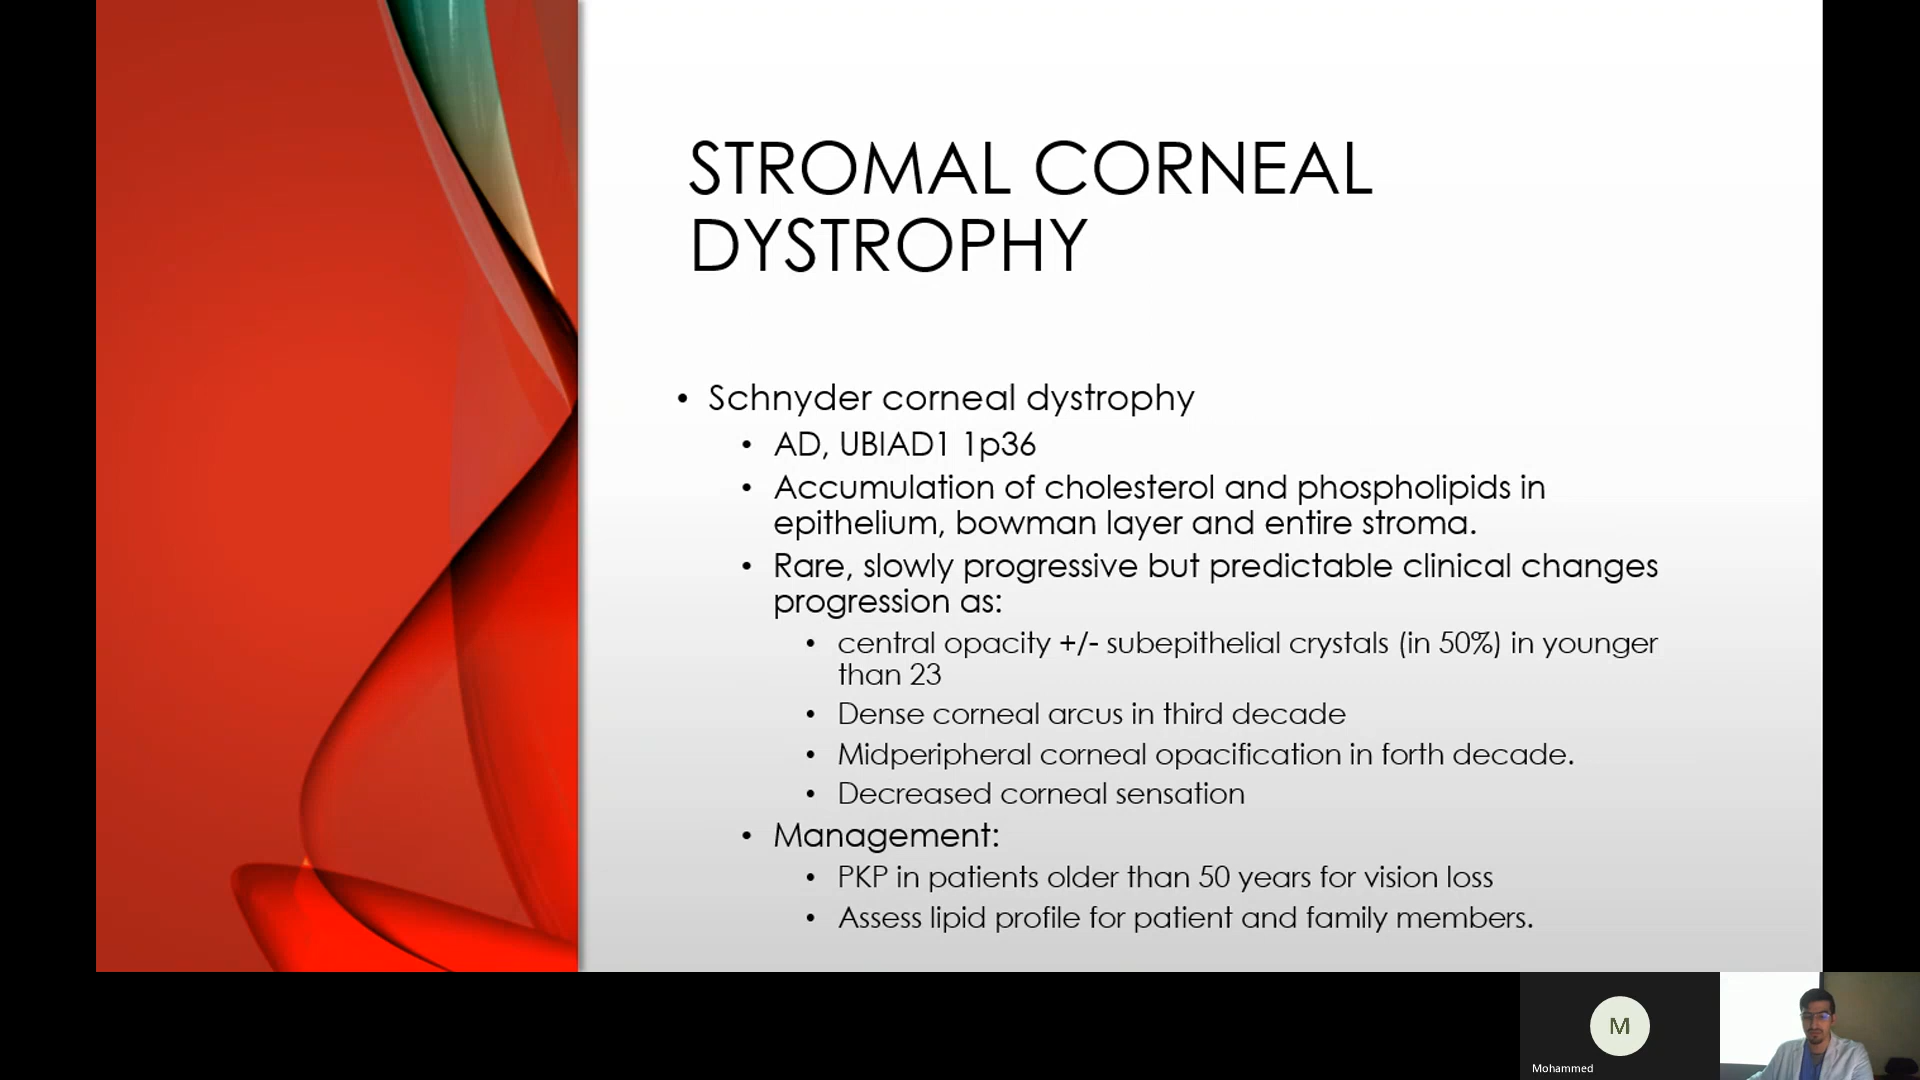 STROMAL CORNEAL
DYSTROPHY
• Schnyder corneal dystrophy
• AD, UBIAD1 1p36
• Accumulation of cholesterol and phospholipids in
epithelium, bowman layer and entire stroma.
• Rare, slowly progressive but predictable clinical changes
progression as:
• central opacity +/- subepithelial crystals (in 50%) in younger
than 23
• Dense corneal arcus in third decade
• Midperipheral corneal opacification in forth decade.
• Decreased corneal sensation
• Management:
• PKP in patients older than 50 years for vision loss
• Assess lipid profile for patient and family members.
M
Mohammed